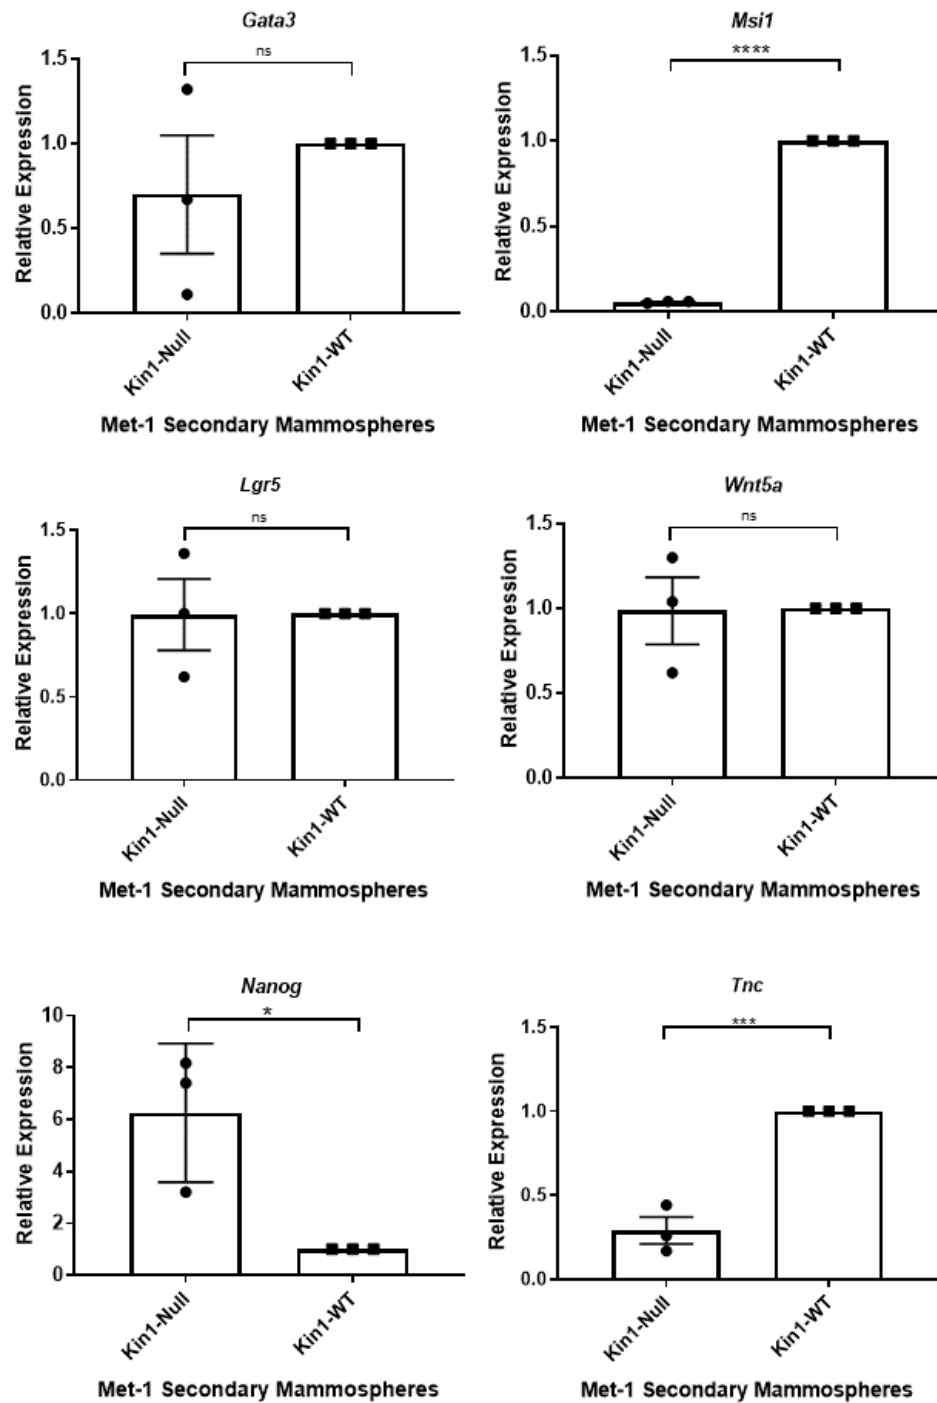 Gata3
ns
1.5
1.0
0.5
0.0
Relative Expression
Kin1-Null
Kin1-WT
Met-1 Secondary Mammospheres
Msi1
****
1.5
1.0
0.5
0.0
Relative Expression
Kin1-Null
Kin1-WT
Met-1 Secondary Mammospheres
Lgr5
ns
1.5
1.0
0.5
0.0
Relative Expression
Kin1-Null
Kin1-WT
Met-1 Secondary Mammospheres
Wnt5a
ns
1.5
1.0
0.5
0.0
Relative Expression
Kin1-Null
Kin1-WT
Met-1 Secondary Mammospheres
Nanog
*
10
8
6
4
2
0
Relative Expression
Kin1-Null
Kin1-WT
Met-1 Secondary Mammospheres
Tnc
***
1.5
1.0
0.5
0.0
Relative Expression
Kin1-Null
Kin1-WT
Met-1 Secondary Mammospheres